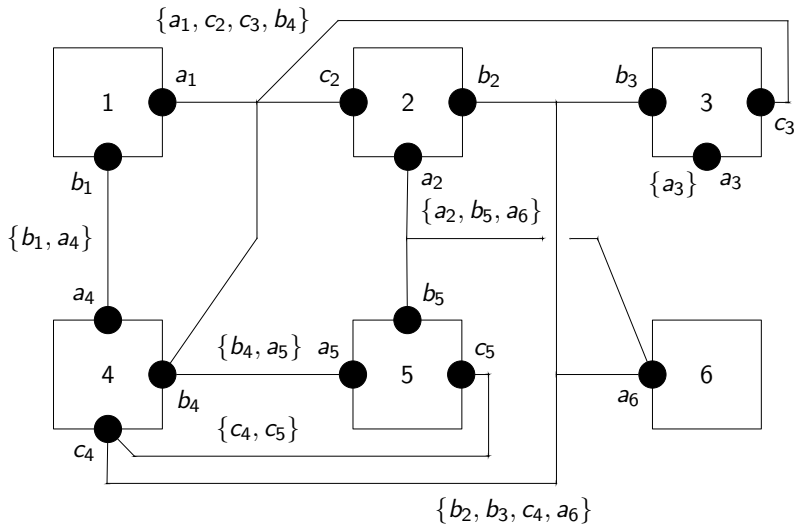 {a₁, c₂, c₃, b₄}
1
a₁
c₂
2
b₂
b₃
3
c₃
b₁
a₂
{a₃}
a₃
{b₁, a₄}
{a₂, b₅, a₆}
a₄
b₅
4
{b₄, a₅}
a₅
5
c₅
6
b₄
a₆
c₄
{c₄, c₅}
{b₂, b₃, c₄, a₆}